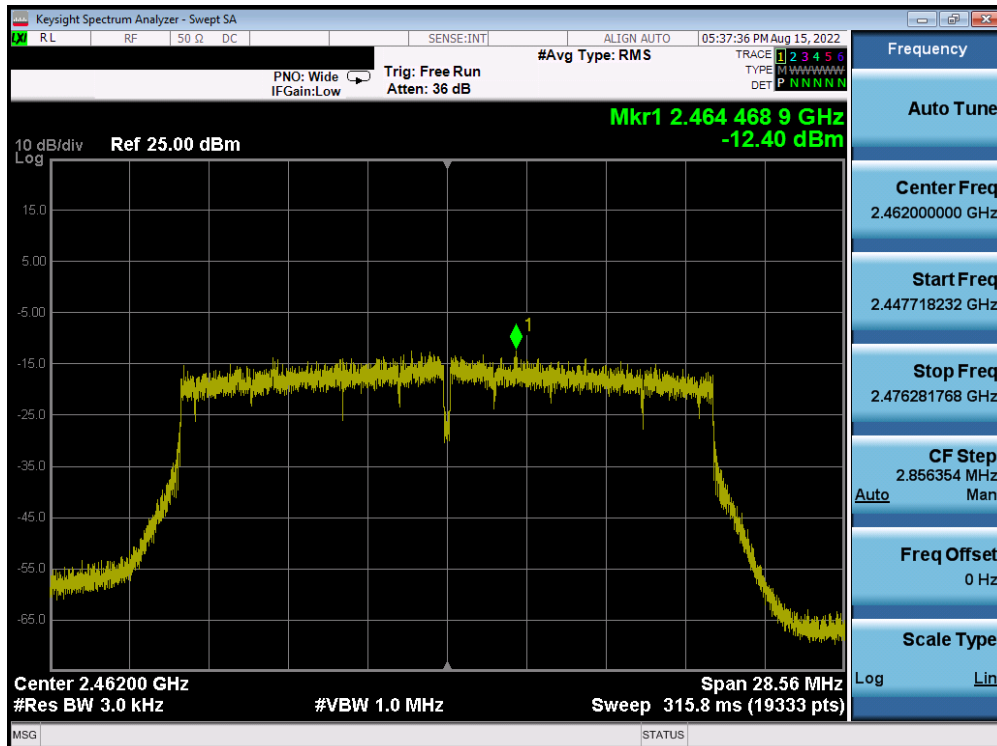 Keysight Spectrum Analyzer - Swept SA
LXI RL RF 50 Ω DC SENSE:INT ALIGN AUTO 05:37:36 PM Aug 15, 2022
PNO: Wide
IFGain:Low
Trig: Free Run
Atten: 36 dB
#Avg Type: RMS
TRACE 1 2 3 4 5 6
TYPE M WWWWW
DET P N N N N N
Mkr1 2.464 468 9 GHz
-12.40 dBm
10 dB/div Ref 25.00 dBm
Log
15.0
5.00
-5.00
-15.0
-25.0
-35.0
-45.0
-55.0
-65.0
1
Center 2.46200 GHz Span 28.56 MHz
#Res BW 3.0 kHz #VBW 1.0 MHz Sweep 315.8 ms (19333 pts)
MSG STATUS
Frequency
Auto Tune
Center Freq
2.462000000 GHz
Start Freq
2.447718232 GHz
Stop Freq
2.476281768 GHz
CF Step
2.856354 MHz
Auto Man
Freq Offset
0 Hz
Scale Type
Log Lin